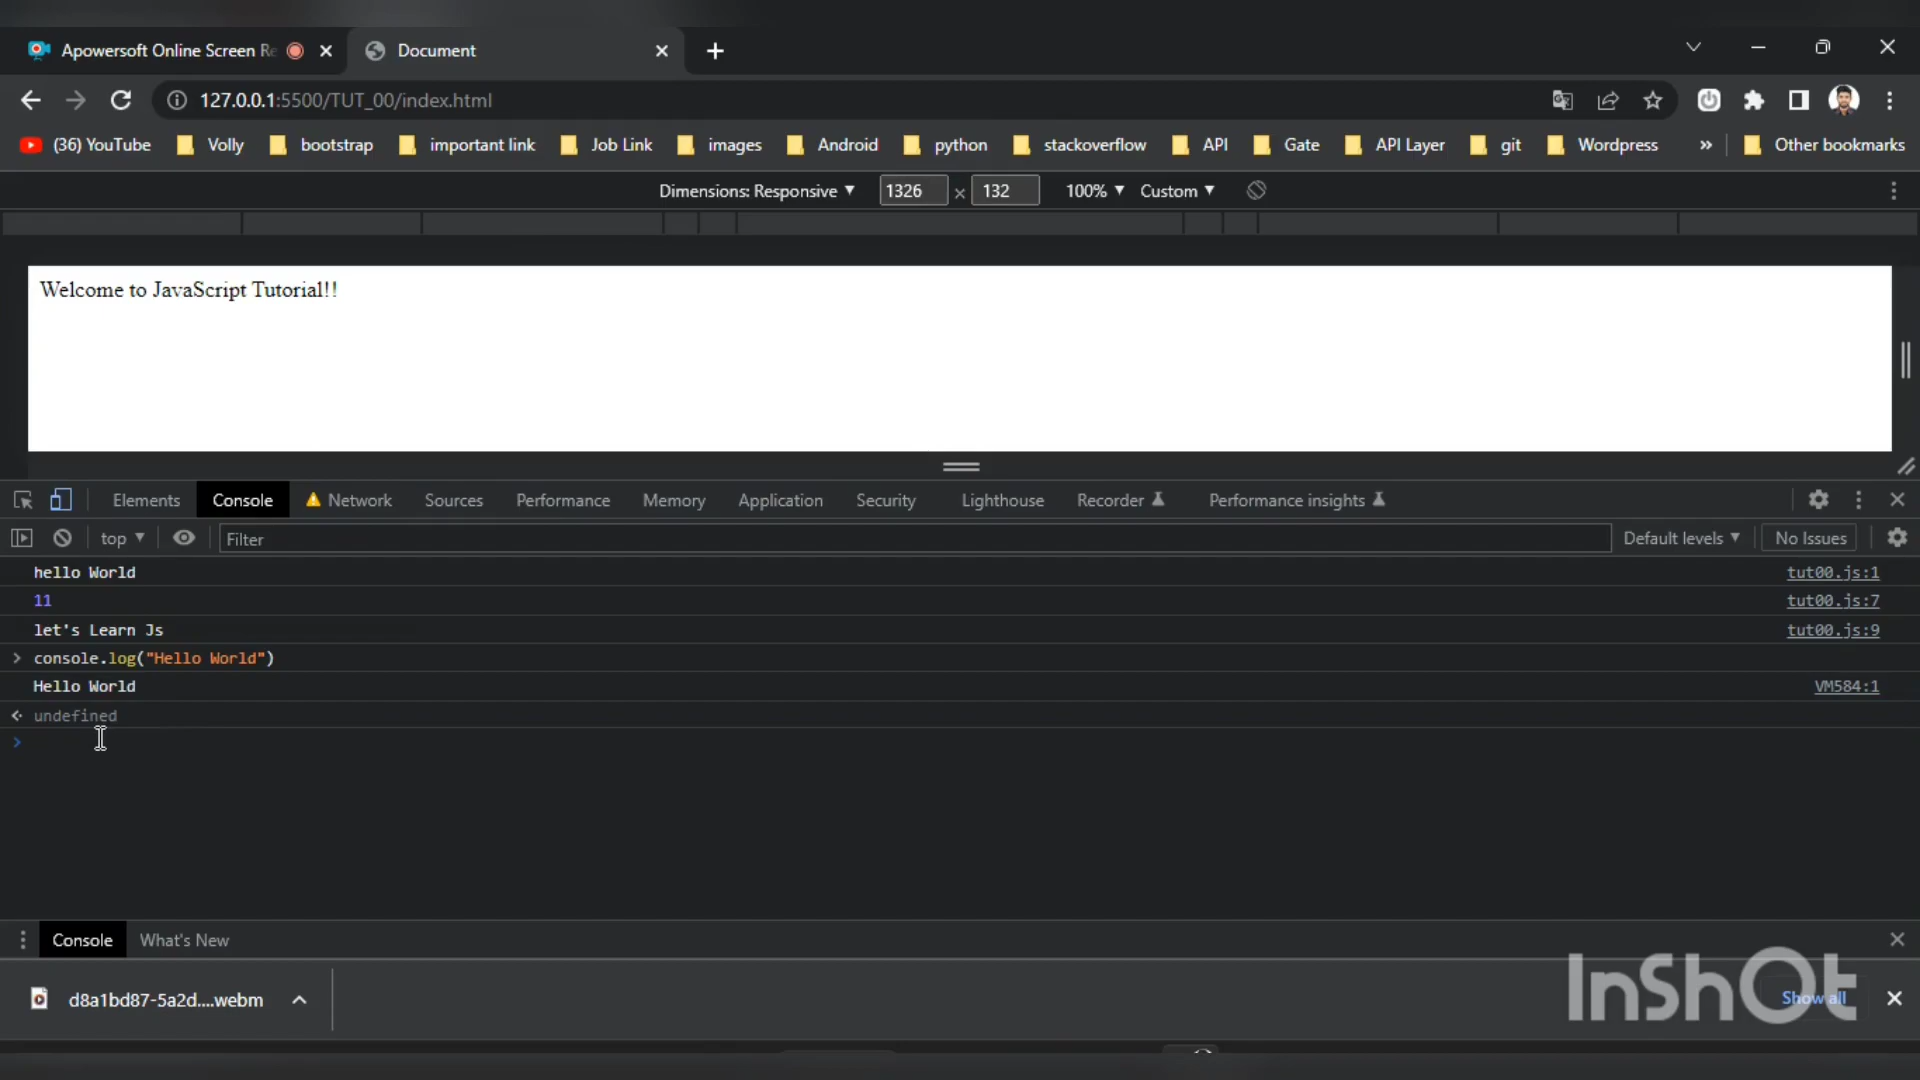 Apowersoft Online Screen Re
Document
127.0.0.1:5500/TUT_00/index.html
(36) YouTube Volly bootstrap important link Job Link images Android python stackoverflow API Gate API Layer git Wordpress » Other bookmarks
Dimensions: Responsive 1326 × 132 100% Custom
Welcome to JavaScript Tutorial!!
Elements Console Network Sources Performance Memory Application Security Lighthouse Recorder Performance insights
top Filter Default levels No Issues
hello World tut00.js:1
11 tut00.js:7
let's Learn Js tut00.js:9
console.log("Hello World")
Hello World VM584:1
undefined
Console What's New
d8a1bd87-5a2d....webm Show all
InShOt